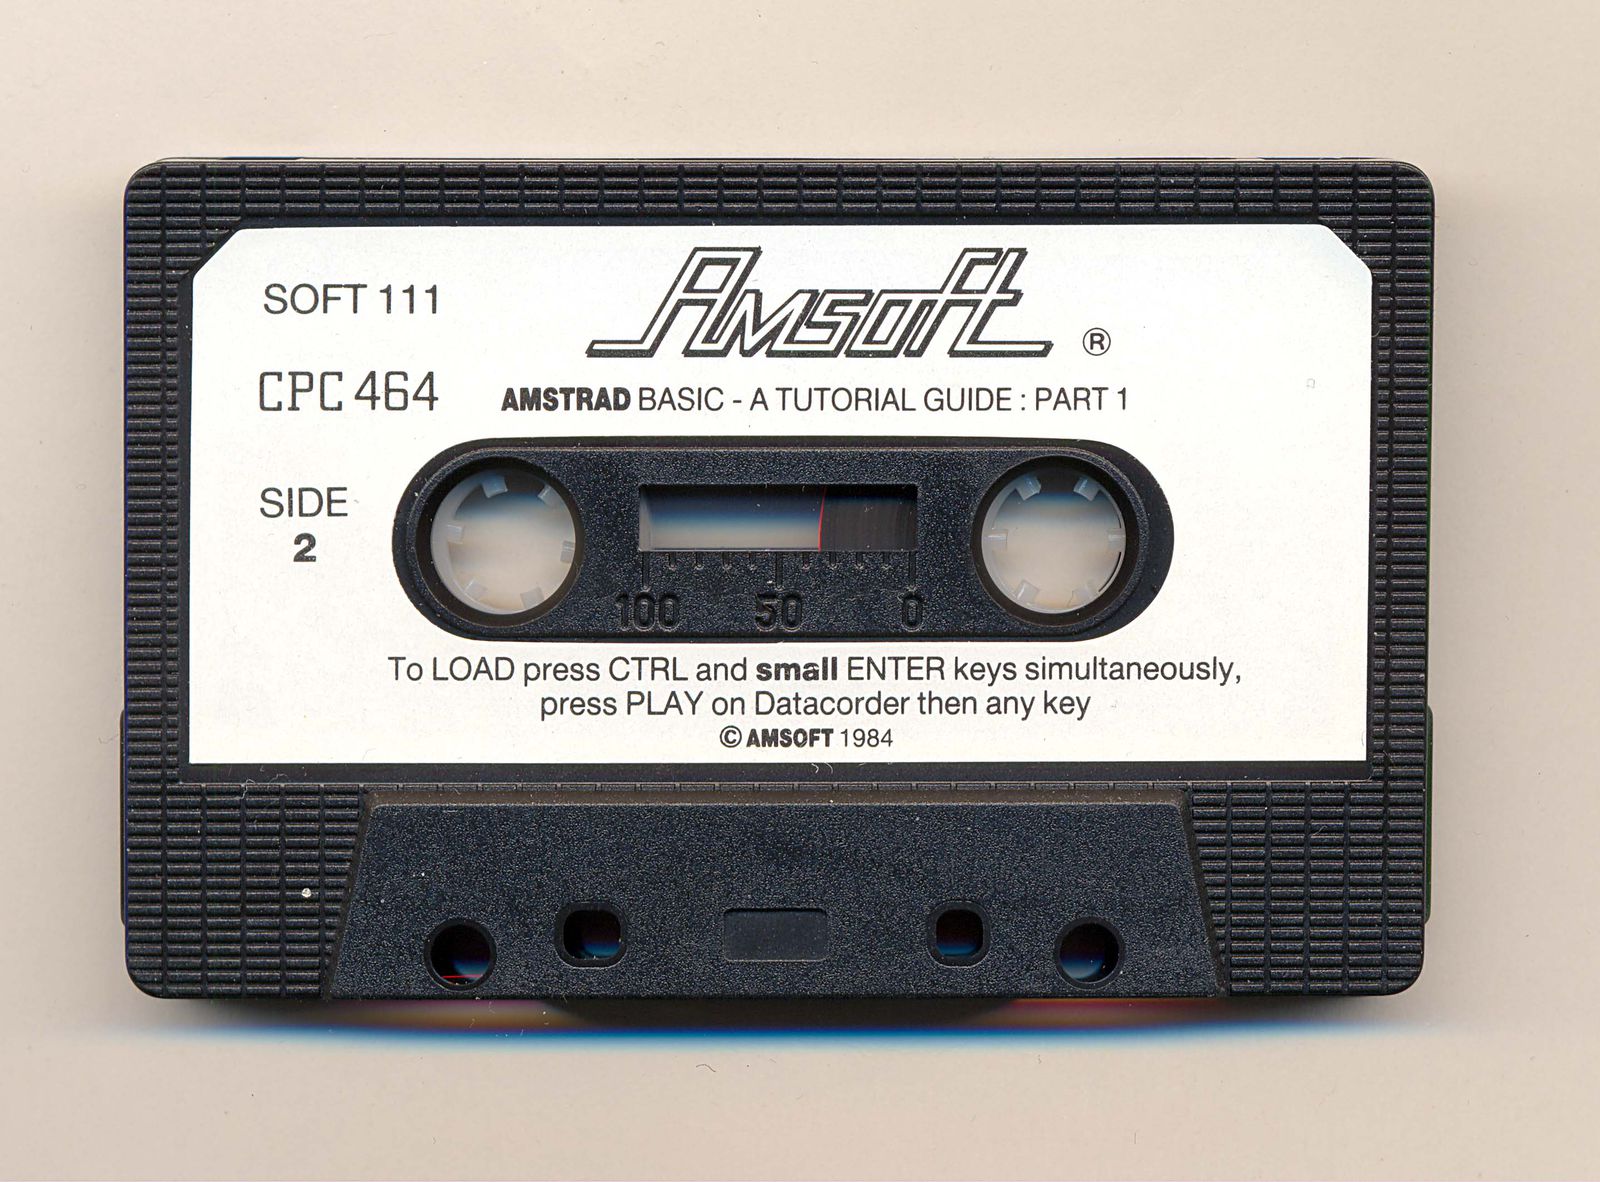 SOFT 111
Amsoft ®
CPC 464
AMSTRAD BASIC - A TUTORIAL GUIDE : PART 1
SIDE
2
100 50 0
To LOAD press CTRL and small ENTER keys simultaneously,
press PLAY on Datacorder then any key
© AMSOFT 1984